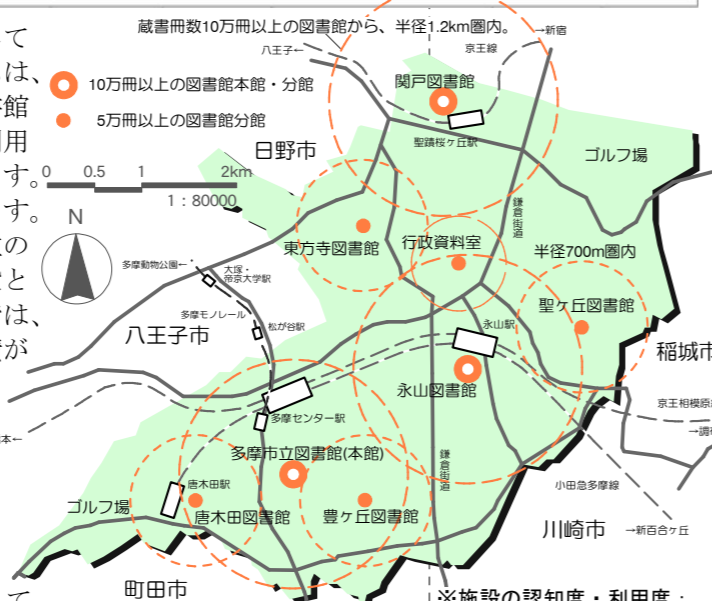 蔵書冊数10万冊以上の図書館から、半径1.2km圏内。
→新宿
八王子←
京王線
関戸図書館
10万冊以上の図書館本館・分館
5万冊以上の図書館分館
聖蹟桜ヶ丘駅
ゴルフ場
日野市
0 0.5 1 2km
1：80000
鎌倉街道
N
東方寺図書館
行政資料室
半径700m圏内
多摩動物公園←
大塚・
帝京大学駅
聖ヶ丘図書館
多摩モノレール
松が谷駅
八王子市
永山駅
稲城市
永山図書館
京王相模原
多摩センター駅
本←
→調
多摩市立図書館(本館)
鎌倉街道
唐木田駅
小田急多摩線
ゴルフ場
唐木田図書館
豊ヶ丘図書館
川崎市
→新百合ヶ丘
町田市
※施設の認知度・利用度：
して
は、
館
用
す。
す。
の
と
は、
が
て